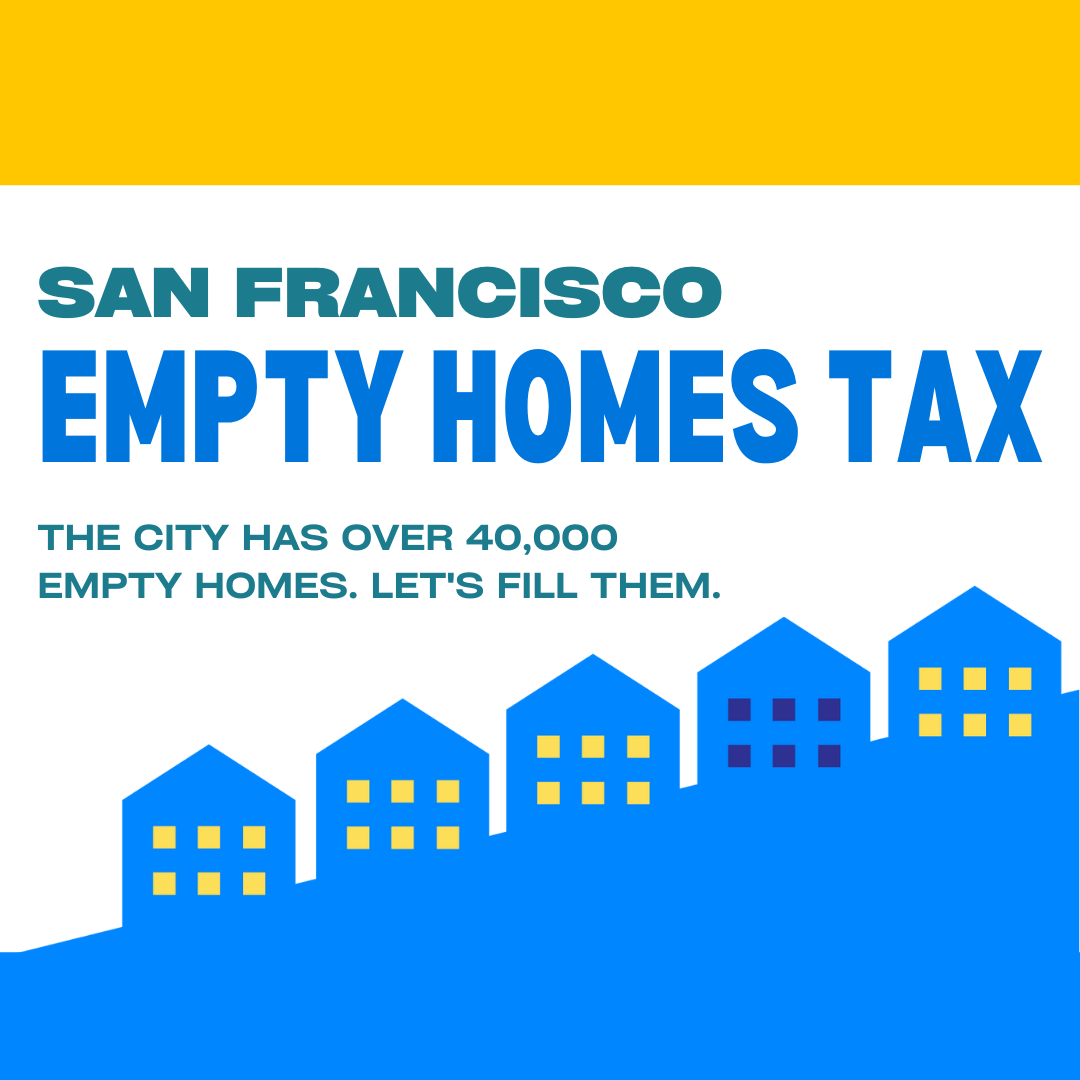 SAN FRANCISCO
EMPTY HOMES TAX
THE CITY HAS OVER 40,000
EMPTY HOMES. LET'S FILL THEM.